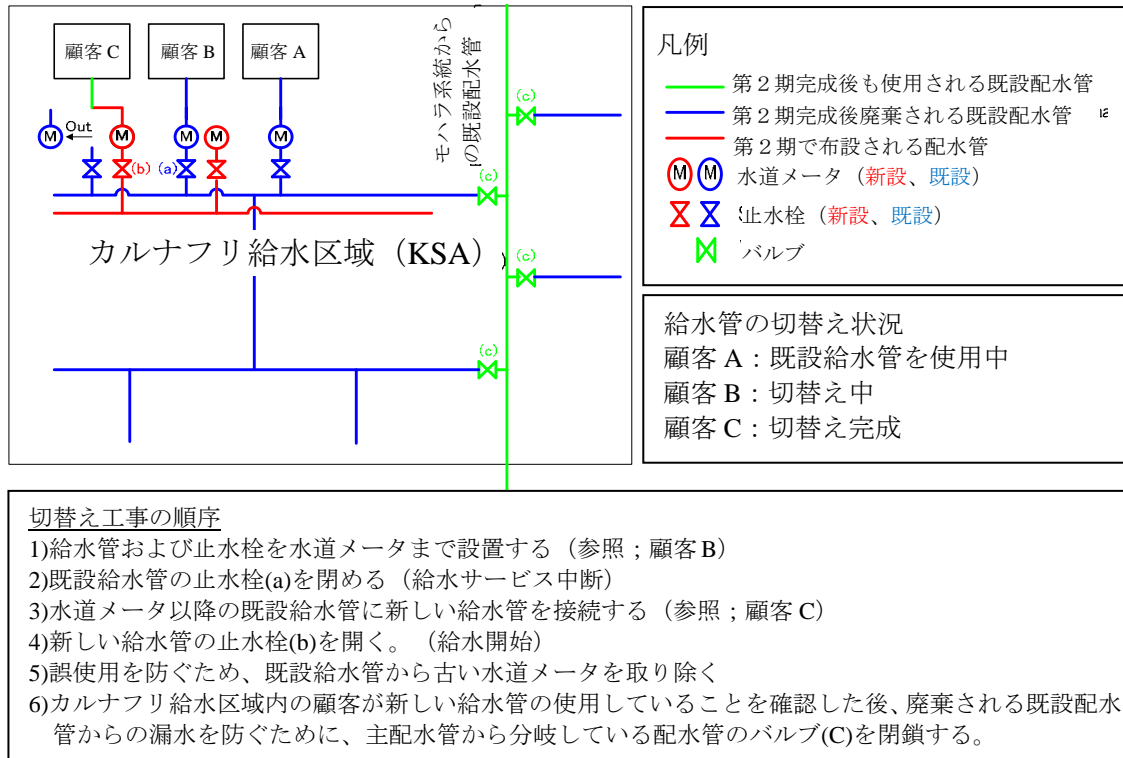 顧客 C
顧客 B
顧客 A
モハラ系統から
の既設配水管
(c)
M
Out
M
M
M
M
(b)
(a)
(c)
カルナフリ給水区域（KSA）
(c)
(c)
凡例
第２期完成後も使用される既設配水管
第２期完成後廃棄される既設配水管
第２期で布設される配水管
M M 水道メータ（新設、既設）
止水栓（新設、既設）
バルブ
給水管の切替え状況
顧客 A：既設給水管を使用中
顧客 B：切替え中
顧客 C：切替え完成
切替え工事の順序
1)給水管および止水栓を水道メータまで設置する（参照；顧客 B）
2)既設給水管の止水栓(a)を閉める（給水サービス中断）
3)水道メータ以降の既設給水管に新しい給水管を接続する（参照；顧客 C）
4)新しい給水管の止水栓(b)を開く。（給水開始）
5)誤使用を防ぐため、既設給水管から古い水道メータを取り除く
6)カルナフリ給水区域内の顧客が新しい給水管の使用していることを確認した後、廃棄される既設配水
管からの漏水を防ぐために、主配水管から分岐している配水管のバルブ(C)を閉鎖する。